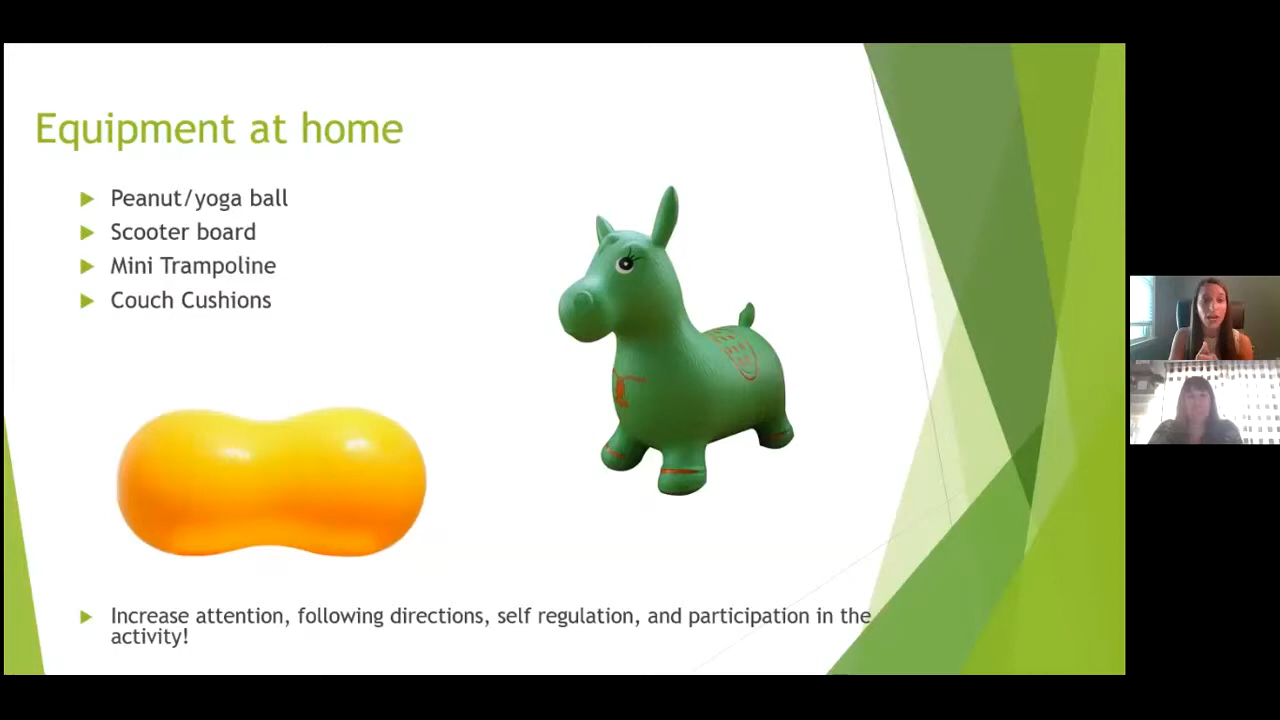 Equipment at home
Peanut/yoga ball
Scooter board
Mini Trampoline
Couch Cushions
Increase attention, following directions, self regulation, and participation in the
activity!